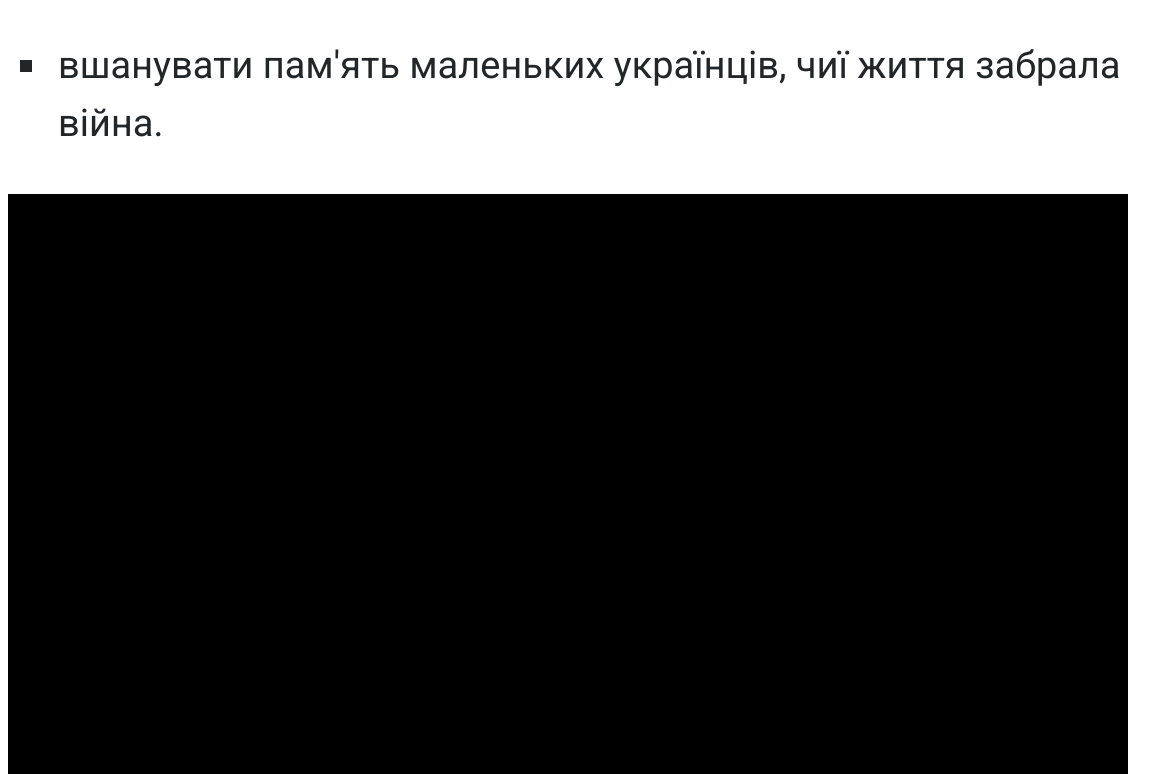 ▪ вшанувати пам'ять маленьких українців, чиї життя забрала
війна.